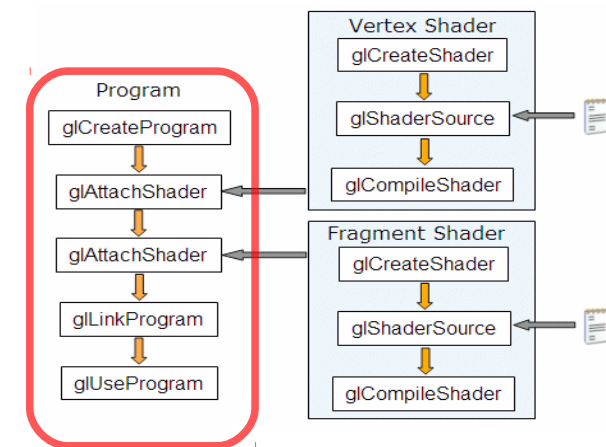 Program
glCreateProgram
glAttachShader
glAttachShader
glLinkProgram
glUseProgram
Vertex Shader
glCreateShader
glShaderSource
glCompileShader
Fragment Shader
glCreateShader
glShaderSource
glCompileShader